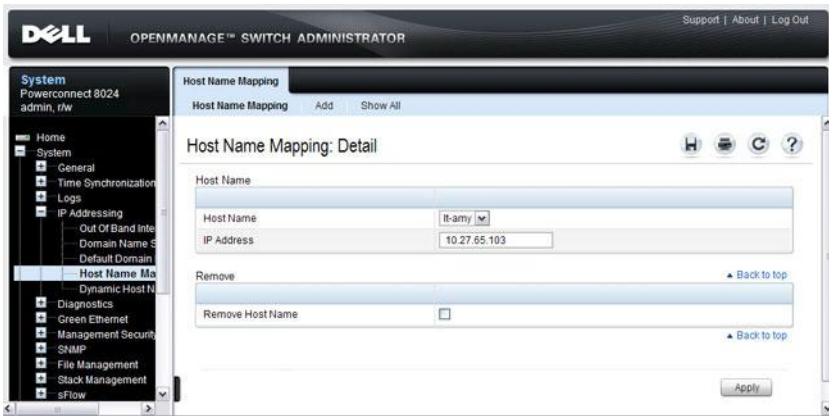 Support | About | Log Out
DELL
OPENMANAGE™ SWITCH ADMINISTRATOR
System
Powerconnect 8024
admin, r/w
Home
System
General
Time Synchronization
Logs
IP Addressing
Out Of Band Inte
Domain Name S
Default Domain
Host Name Ma
Dynamic Host N
Diagnostics
Green Ethernet
Management Security
SNMP
File Management
Stack Management
sFlow
Host Name Mapping
Host Name Mapping Add Show All
Host Name Mapping: Detail
Host Name
Host Name lt-amy
IP Address 10.27.65.103
Remove Back to top
Remove Host Name
Back to top
Apply